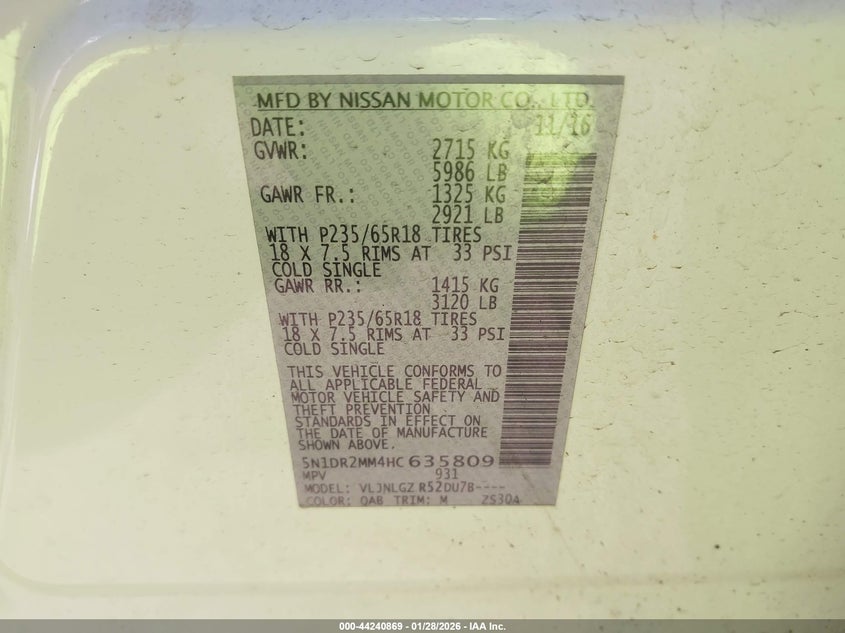 MFD BY NISSAN MOTOR CO., LTD.
DATE: 11/16
GVWR: 2715 KG
5986 LB
GAWR FR.: 1325 KG
2921 LB
WITH P235/65R18 TIRES
18 X 7.5 RIMS AT 33 PSI
COLD SINGLE
GAWR RR.: 1415 KG
3120 LB
WITH P235/65R18 TIRES
18 X 7.5 RIMS AT 33 PSI
COLD SINGLE
THIS VEHICLE CONFORMS TO
ALL APPLICABLE FEDERAL
MOTOR VEHICLE SAFETY AND
THEFT PREVENTION
STANDARDS IN EFFECT ON
THE DATE OF MANUFACTURE
SHOWN ABOVE.
5N1DR2MM4HC635809
MPV 931
MODEL: VLJNLGZ R52DU7B----
COLOR: QAB TRIM: M ZS30A
000-44240869 — 01/28/2026 — IAA Inc.